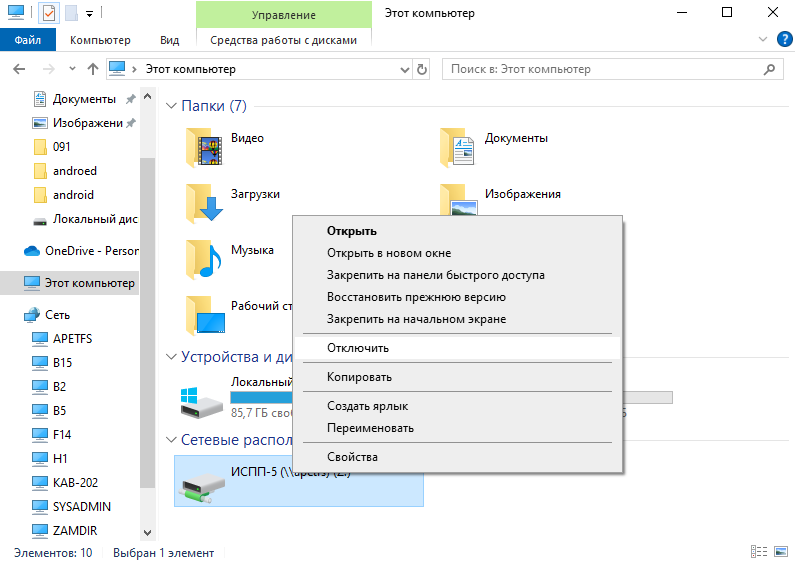 Управление
Этот компьютер
Файл
Компьютер
Вид
Средства работы с дисками
Этот компьютер
Поиск в: Этот компьютер
Документы
Изображени
091
androed
android
Локальный дис
OneDrive - Person
Этот компьютер
Сеть
APETFS
B15
B2
B5
F14
H1
KAB-202
SYSADMIN
ZAMDIR
Папки (7)
Видео
Документы
Загрузки
Изображения
Музыка
Рабочий ст
Устройства и ди
Локальный
85,7 ГБ своб
Сетевые распол
ИСПП-5 (\\apetfs) (Z:)
Открыть
Открыть в новом окне
Закрепить на панели быстрого доступа
Восстановить прежнюю версию
Закрепить на начальном экране
Отключить
Копировать
Создать ярлык
Переименовать
Свойства
Элементов: 10
Выбран 1 элемент